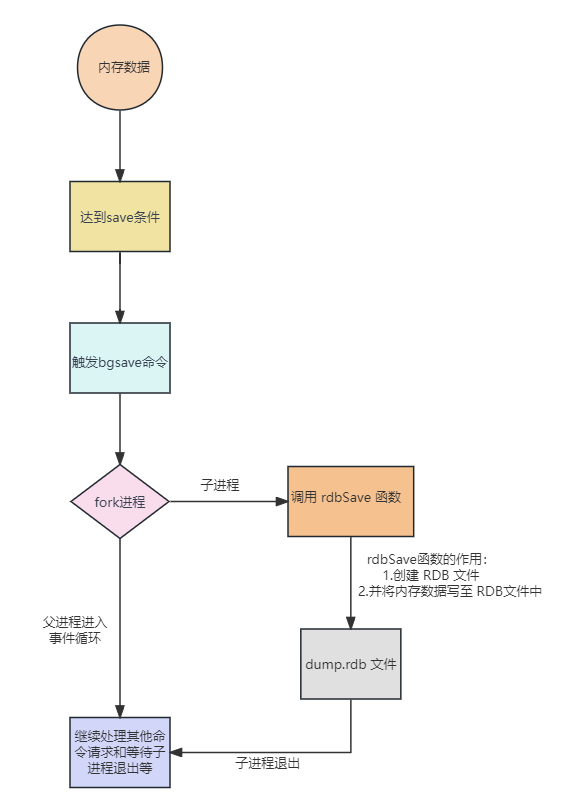 内存数据
达到save条件
触发bgsave命令
fork进程
子进程
调用 rdbSave 函数
rdbSave函数的作用：
1.创建 RDB 文件
2.并将内存数据写至 RDB文件中
父进程进入
事件循环
dump.rdb 文件
继续处理其他命
令请求和等待子
进程退出等
子进程退出